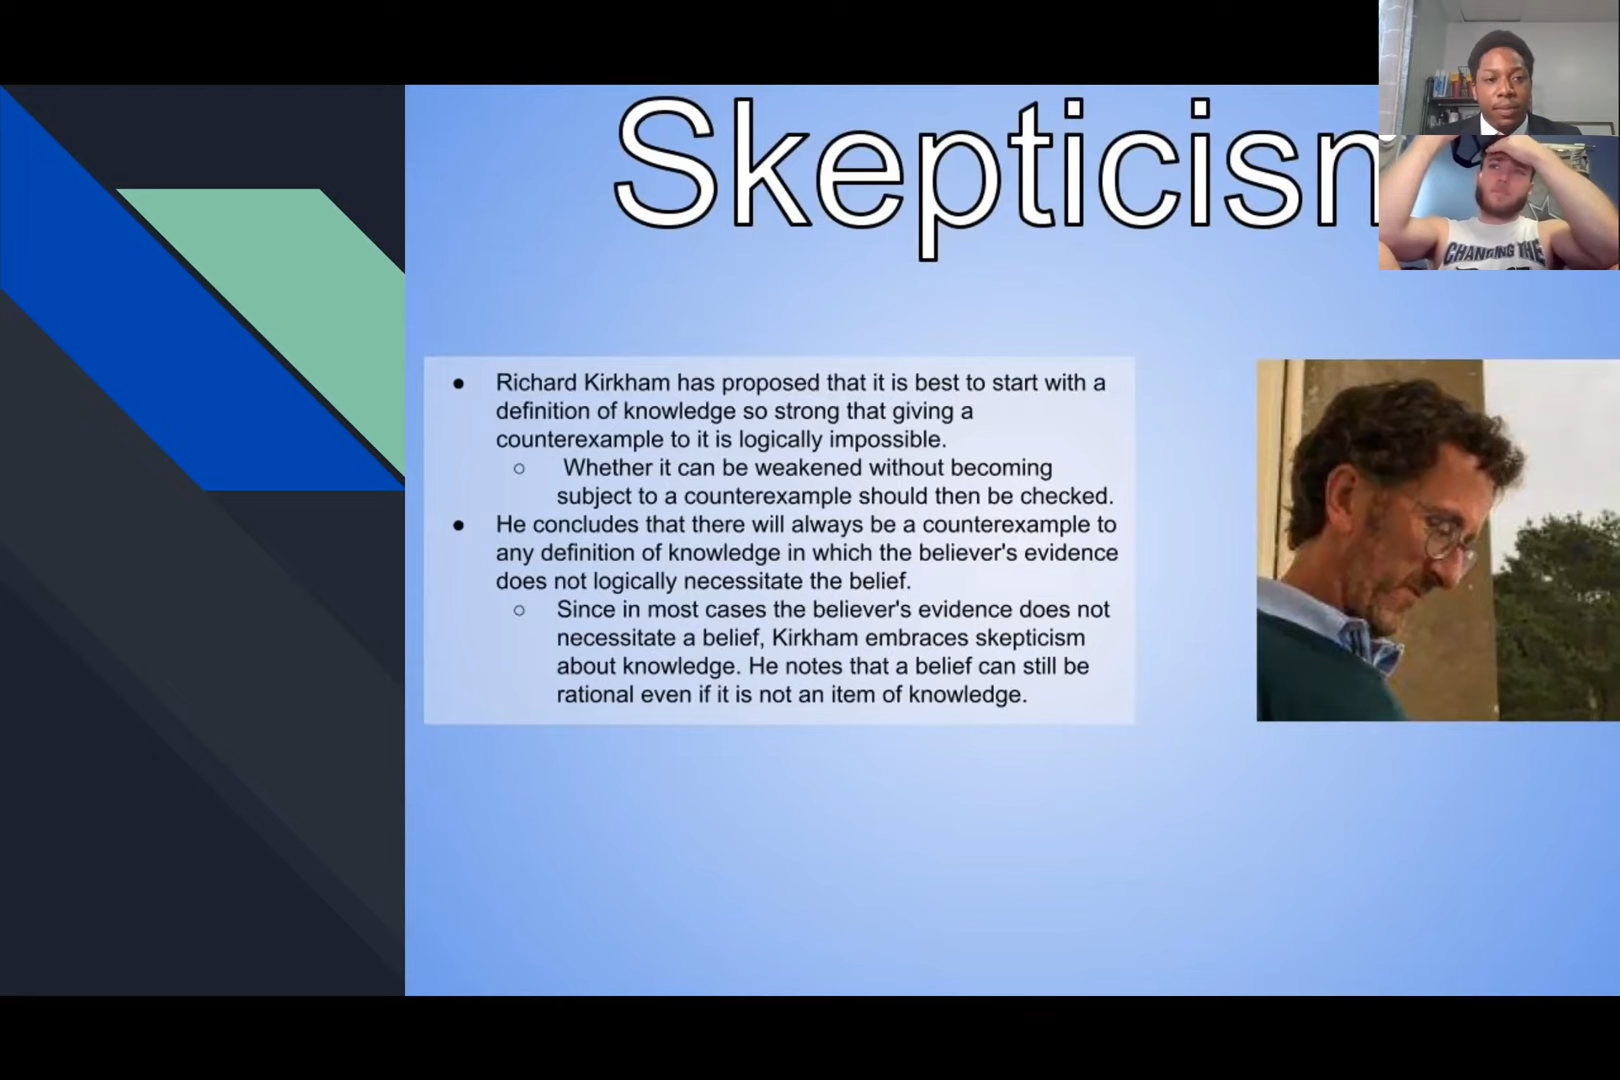 Skepticism
● Richard Kirkham has proposed that it is best to start with a
definition of knowledge so strong that giving a
counterexample to it is logically impossible.
○ Whether it can be weakened without becoming
subject to a counterexample should then be checked.
● He concludes that there will always be a counterexample to
any definition of knowledge in which the believer's evidence
does not logically necessitate the belief.
○ Since in most cases the believer's evidence does not
necessitate a belief, Kirkham embraces skepticism
about knowledge. He notes that a belief can still be
rational even if it is not an item of knowledge.
CHANGING THE